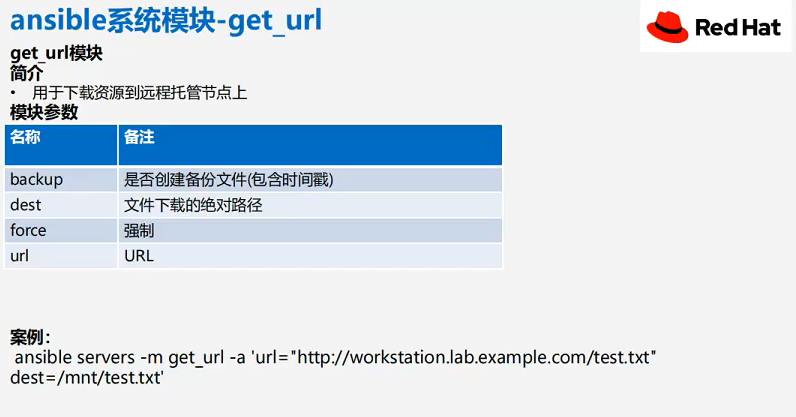 ansible系统模块-get_url
Red Hat
get_url模块
简介
• 用于下载资源到远程托管节点上
模块参数
名称 备注
backup 是否创建备份文件(包含时间戳)
dest 文件下载的绝对路径
force 强制
url URL
案例：
ansible servers -m get_url -a 'url="http://workstation.lab.example.com/test.txt"
dest=/mnt/test.txt'